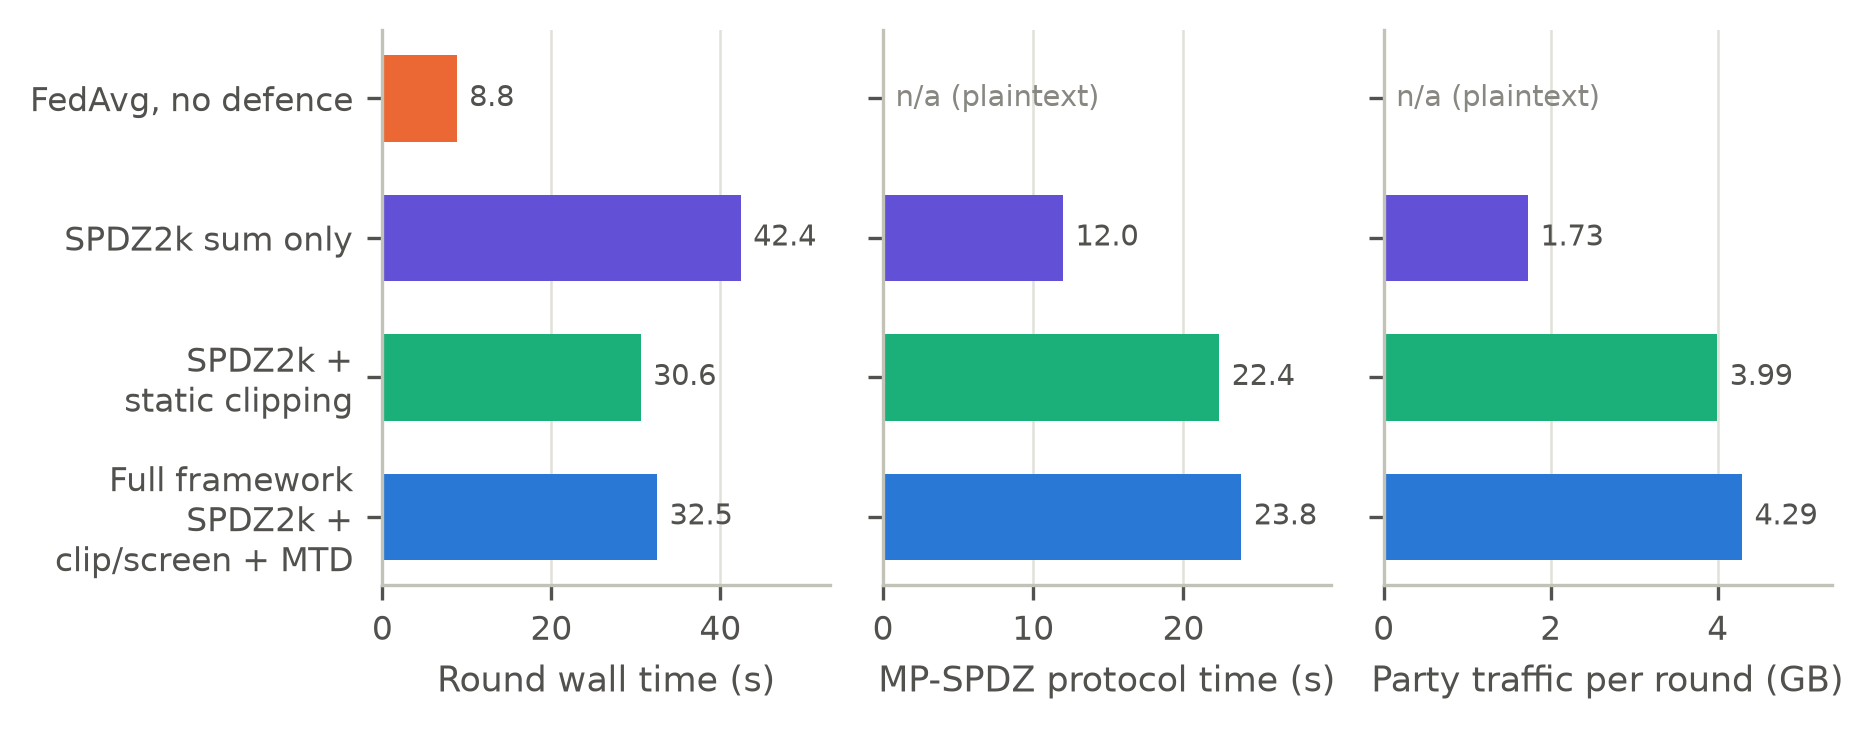 FedAvg, no defence
8.8
n/a (plaintext)
n/a (plaintext)
SPDZ2k sum only
42.4
12.0
1.73
SPDZ2k +
static clipping
30.6
22.4
3.99
Full framework
SPDZ2k +
clip/screen + MTD
32.5
23.8
4.29
0 20 40
0 10 20
0 2 4
Round wall time (s)
MP-SPDZ protocol time (s)
Party traffic per round (GB)